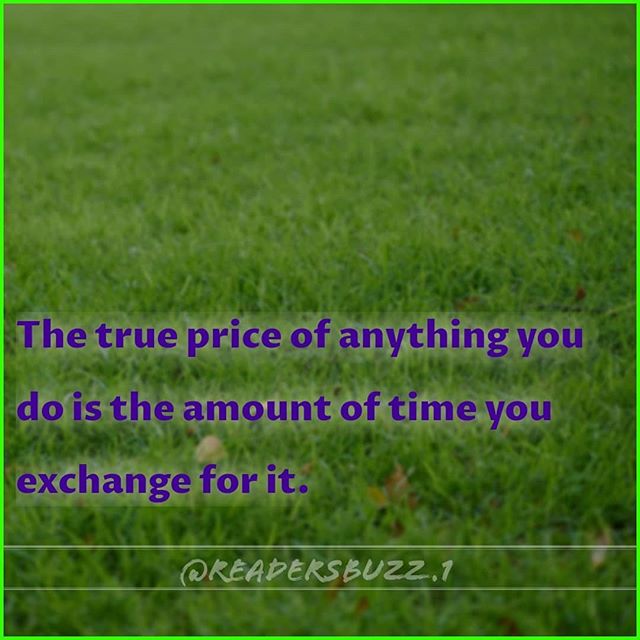 The true price of anything you
do is the amount of time you
exchange for it.
@READERSBUZZ.1